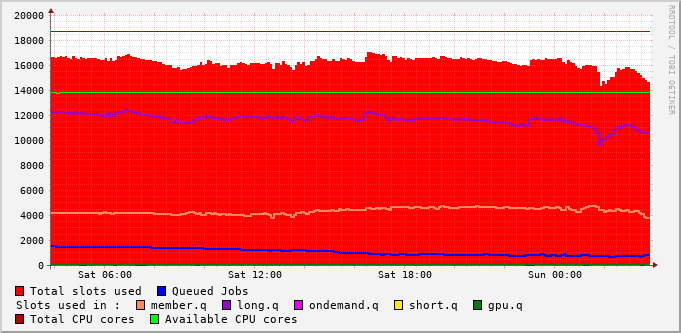 20000
18000
16000
14000
12000
10000
8000
6000
4000
2000
0
Sat 06:00 Sat 12:00 Sat 18:00 Sun 00:00
Total slots used Queued Jobs
Slots used in : member.q long.q ondemand.q short.q gpu.q
Total CPU cores Available CPU cores
RRDTOOL / TOBI OETIKER